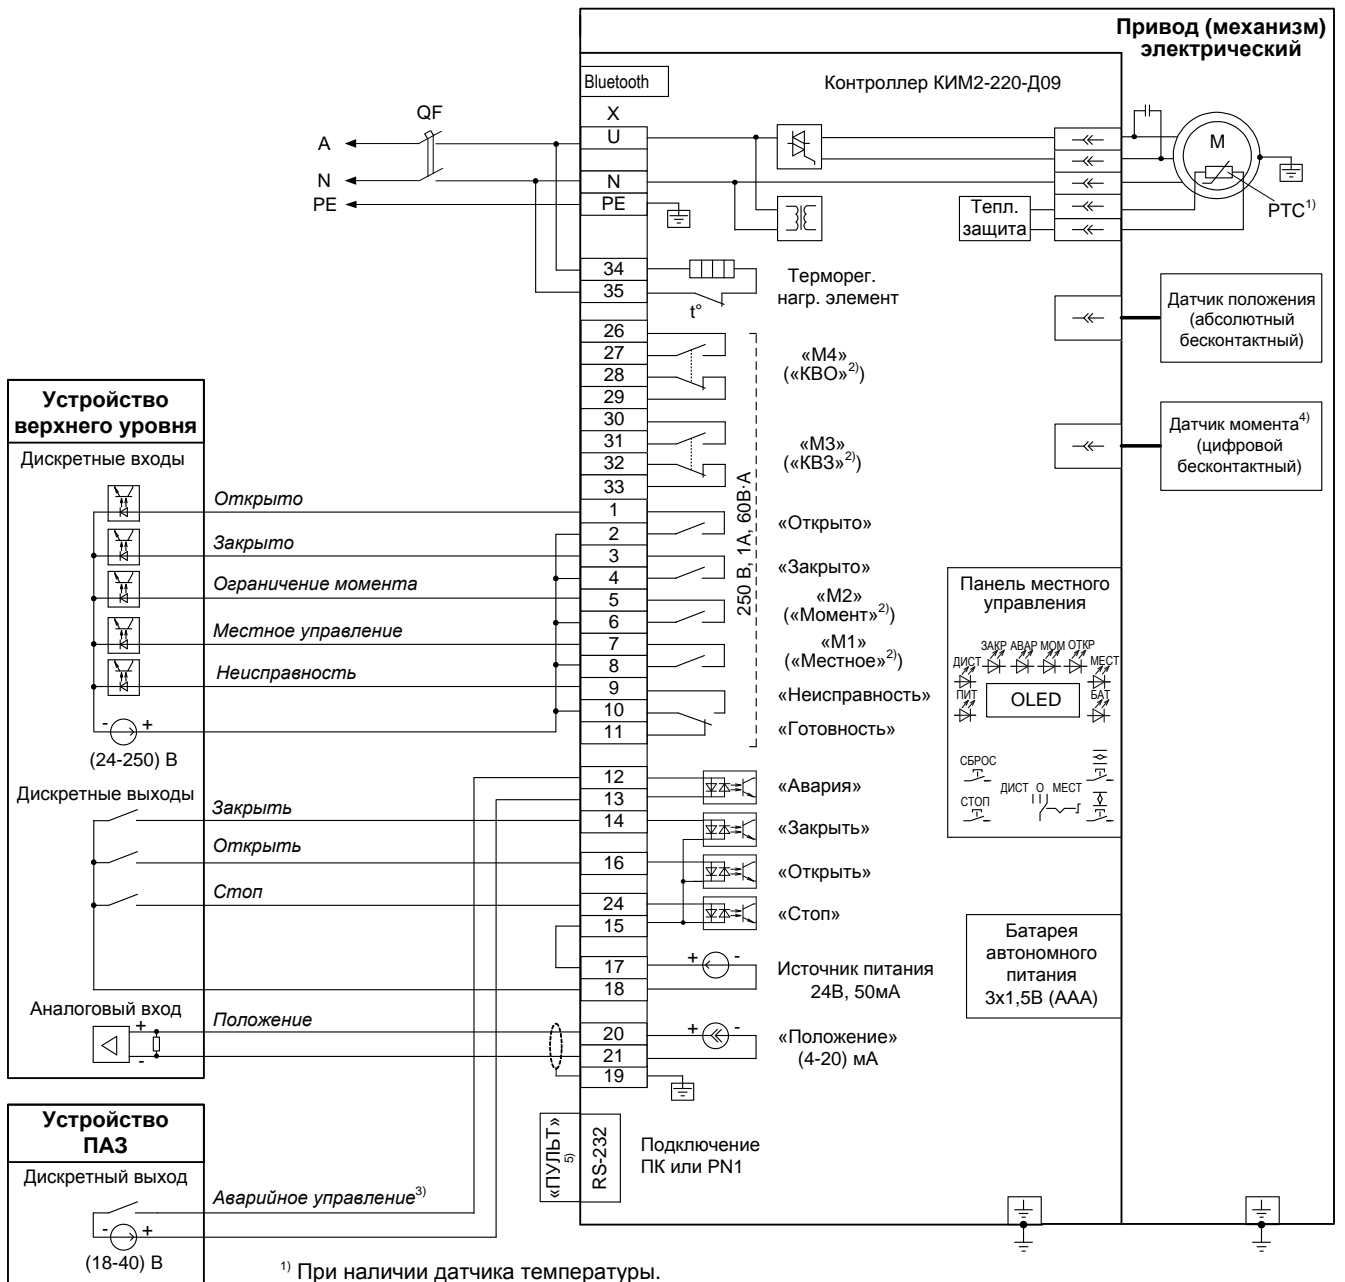 Привод (механизм)
электрический
Bluetooth
Контроллер КИМ2-220-Д09
QF
X
A
U
N
N
PE
PE
M
PTC1)
Тепл.
защита
34
35
t°
Терморег.
нагр. элемент
Датчик положения
(абсолютный
бесконтактный)
26
27
28
29
«М4»
(«КВО»2))
30
31
32
33
«М3»
(«КВЗ»2))
Датчик момента4)
(цифровой
бесконтактный)
250 В, 1А, 60В·А
Устройство
верхнего уровня
Дискретные входы
Открыто
1
2
«Открыто»
Закрыто
3
4
«Закрыто»
Ограничение момента
5
6
«М2»
(«Момент»2))
Местное управление
7
8
«М1»
(«Местное»2))
Неисправность
9
10
11
«Неисправность»
«Готовность»
- +
(24-250) В
Панель местного
управления
ЗАКР АВАР МОМ ОТКР
ДИСТ МЕСТ
ПИТ БАТ
OLED
СБРОС
ДИСТ О МЕСТ
СТОП
Дискретные выходы
12
13
«Авария»
Закрыть
14
«Закрыть»
Открыть
16
«Открыть»
Стоп
24
15
«Стоп»
17
18
+ -
Источник питания
24В, 50мА
Батарея
автономного
питания
3х1,5В (ААА)
Аналоговый вход
+
-
Положение
20
21
19
+ -
«Положение»
(4-20) мА
Устройство
ПАЗ
Дискретный выход
Аварийное управление3)
- +
(18-40) В
«ПУЛЬТ»
5)
RS-232
Подключение
ПК или PN1
1) При наличии датчика температуры.